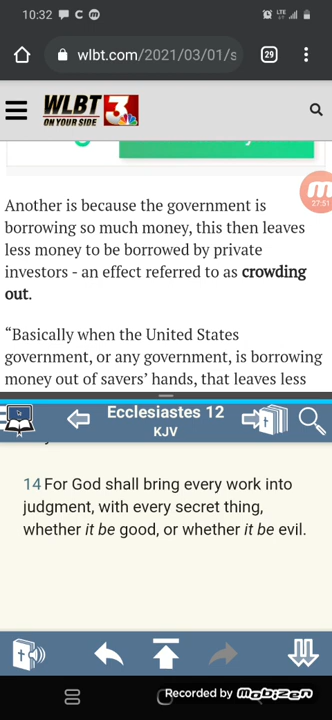 10:32
LTE
wlbt.com/2021/03/01/s
29
WLBT 3
ON YOUR SIDE
Another is because the government is
borrowing so much money, this then leaves
less money to be borrowed by private
investors - an effect referred to as crowding
out.
27:51
“Basically when the United States
government, or any government, is borrowing
money out of savers’ hands, that leaves less
Ecclesiastes 12
KJV
14 For God shall bring every work into
judgment, with every secret thing,
whether it be good, or whether it be evil.
Recorded by mobizen